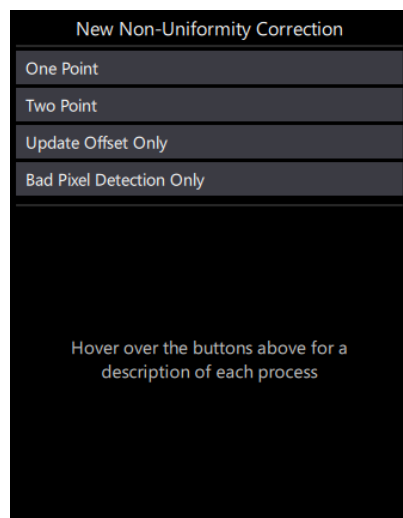 New Non-Uniformity Correction
One Point
Two Point
Update Offset Only
Bad Pixel Detection Only
Hover over the buttons above for a
description of each process